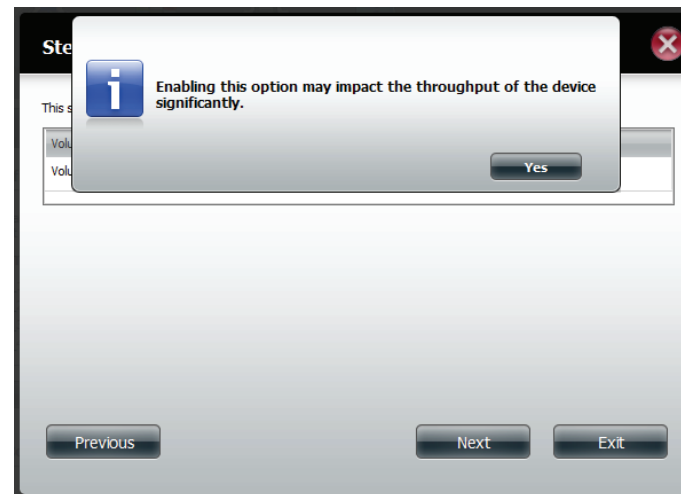 Ste
Enabling this option may impact the throughput of the device
significantly.
This s
Volu
Yes
Volu
Previous
Next
Exit